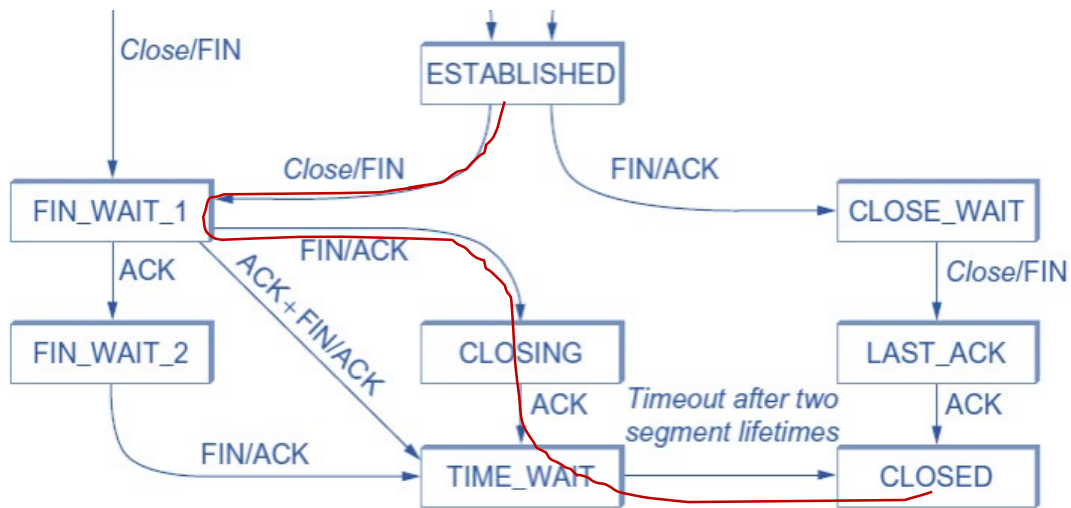 Close/FIN
ESTABLISHED
Close/FIN
FIN/ACK
FIN_WAIT_1
CLOSE_WAIT
FIN/ACK
ACK
ACK+FIN/ACK
Close/FIN
FIN_WAIT_2
CLOSING
LAST_ACK
ACK
Timeout after two
segment lifetimes
ACK
FIN/ACK
TIME_WAIT
CLOSED